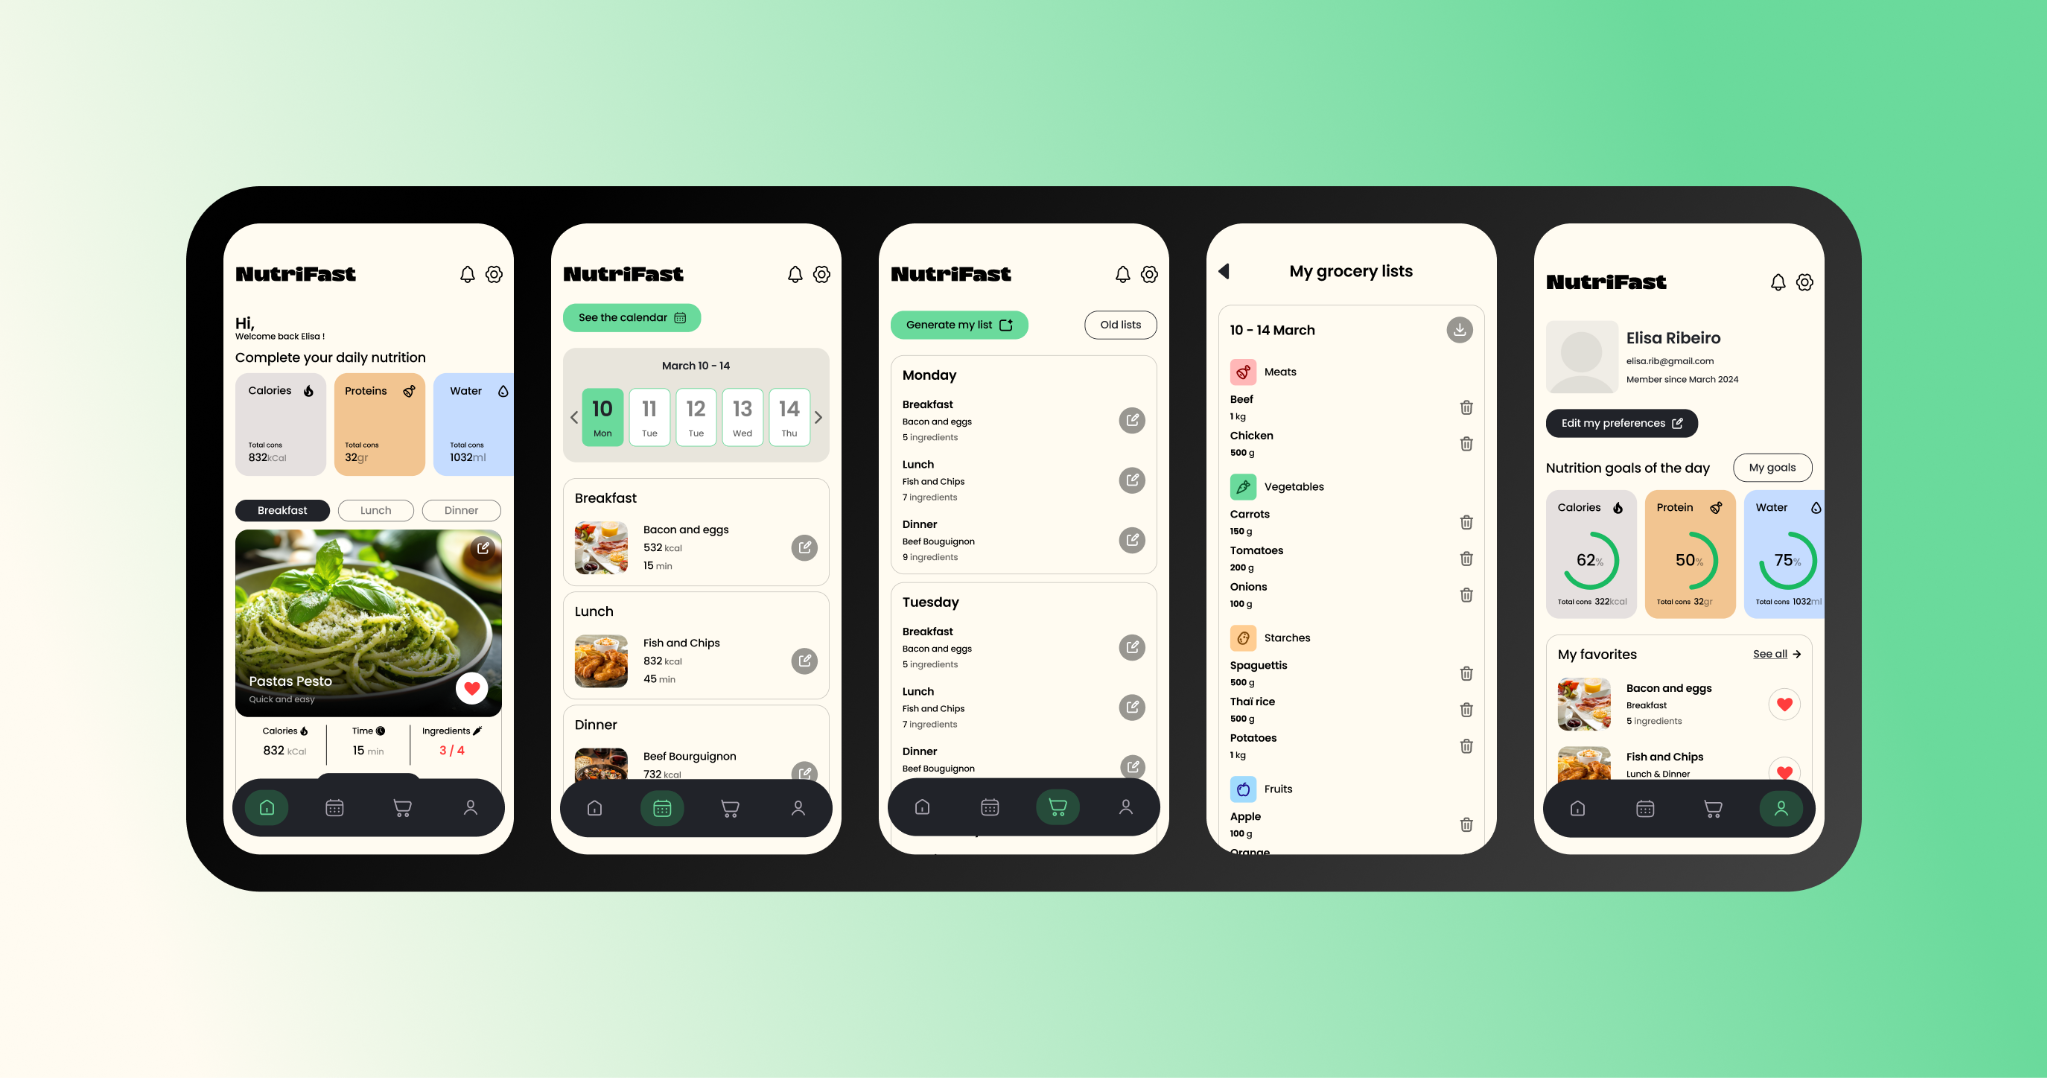 NutriFast
Hi,
Welcome back Elisa !
Complete your daily nutrition
Calories
Total cons
832kCal
Proteins
Total cons
32gr
Water
Total cons
1032ml
Breakfast
Lunch
Dinner
Pastas Pesto
Quick and easy
Calories
832 kCal
Time
15 min
Ingredients
3 / 4
NutriFast
See the calendar
March 10 - 14
10
Mon
11
Tue
12
Tue
13
Wed
14
Thu
Breakfast
Bacon and eggs
532 kcal
15 min
Lunch
Fish and Chips
832 kcal
45 min
Dinner
Beef Bourguignon
732 kcal
NutriFast
Generate my list
Old lists
Monday
Breakfast
Bacon and eggs
5 ingredients
Lunch
Fish and Chips
7 ingredients
Dinner
Beef Bouguignon
9 ingredients
Tuesday
Breakfast
Bacon and eggs
5 ingredients
Lunch
Fish and Chips
7 ingredients
Dinner
Beef Bouguignon
My grocery lists
10 - 14 March
Meats
Beef
1 kg
Chicken
500 g
Vegetables
Carrots
150 g
Tomatoes
200 g
Onions
100 g
Starches
Spaguettis
500 g
Thaï rice
500 g
Potatoes
1 kg
Fruits
Apple
100 g
Orange
NutriFast
Elisa Ribeiro
elisa.rib@gmail.com
Member since March 2024
Edit my preferences
Nutrition goals of the day
My goals
Calories
62%
Total cons 322kcal
Protein
50%
Total cons 32gr
Water
75%
Total cons 1032ml
My favorites
See all
Bacon and eggs
Breakfast
5 ingredients
Fish and Chips
Lunch & Dinner